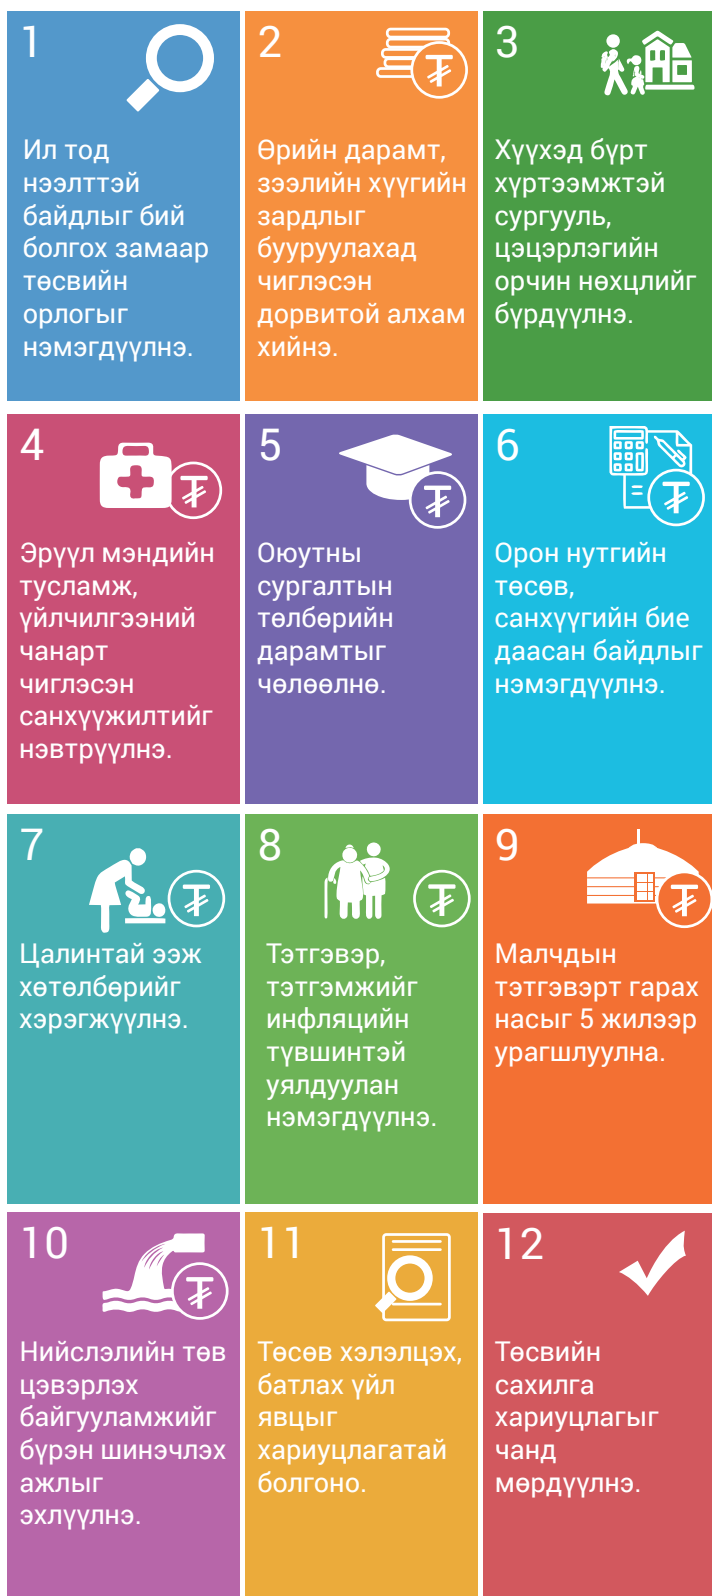 1
Ил тод
нээлттэй
байдлыг бий
болгох замаар
төсвийн
орлогыг
нэмэгдүүлнэ.
2
Өрийн дарамт,
зээлийн хүүгийн
зардлыг
бууруулахад
чиглэсэн
дорвитой алхам
хийнэ.
3
Хүүхэд бүрт
хүртээмжтэй
сургууль,
цэцэрлэгийн
орчин нөхцлийг
бүрдүүлнэ.
4
Эрүүл мэндийн
тусламж,
үйлчилгээний
чанарт
чиглэсэн
санхүүжилтийг
нэвтрүүлнэ.
5
Оюутны
сургалтын
төлбөрийн
дарамтыг
чөлөөлнө.
6
Орон нутгийн
төсөв,
санхүүгийн бие
даасан байдлыг
нэмэгдүүлнэ.
7
Цалинтай ээж
хөтөлбөрийг
хэрэгжүүлнэ.
8
Тэтгэвэр,
тэтгэмжийг
инфляцийн
түвшинтэй
уялдуулан
нэмэгдүүлнэ.
9
Малчдын
тэтгэвэрт гарах
насыг 5 жилээр
урагшлуулна.
10
Нийслэлийн төв
цэвэрлэх
байгууламжийг
бүрэн шинэчлэх
ажлыг
эхлүүлнэ.
11
Төсөв хэлэлцэх,
батлах үйл
явцыг
хариуцлагатай
болгоно.
12
Төсвийн
сахилга
хариуцлагыг
чанд
мөрдүүлнэ.